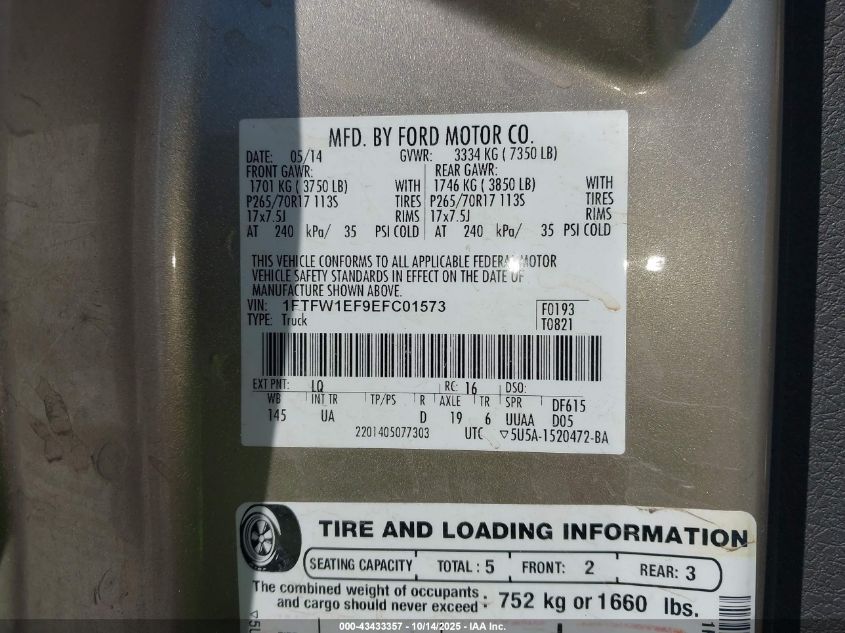 MFD. BY FORD MOTOR CO.
DATE: 05/14 GVWR: 3334 KG ( 7350 LB)
FRONT GAWR: REAR GAWR:
1701 KG ( 3750 LB) WITH 1746 KG ( 3850 LB) WITH
P265/70R17 113S TIRES P265/70R17 113S TIRES
17x7.5J RIMS 17x7.5J RIMS
AT 240 kPa/ 35 PSI COLD AT 240 kPa/ 35 PSI COLD
THIS VEHICLE CONFORMS TO ALL APPLICABLE FEDERAL MOTOR
VEHICLE SAFETY STANDARDS IN EFFECT ON THE DATE OF
MANUFACTURE SHOWN ABOVE.
VIN: 1FTFW1EF9EFC01573 F0193
TYPE: Truck T0821
EXT PNT: LQ RC: 16 DSO:
WB INT TR TP/PS R AXLE TR SPR DF615
145 UA D 19 6 UUAA D05
2201405077303 UTC ▽5U5A-1520472-BA
TIRE AND LOADING INFORMATION
SEATING CAPACITY TOTAL : 5 FRONT: 2 REAR: 3
The combined weight of occupants
and cargo should never exceed : 752 kg or 1660 lbs.
000-43433357 - 10/14/2025 - IAA Inc.